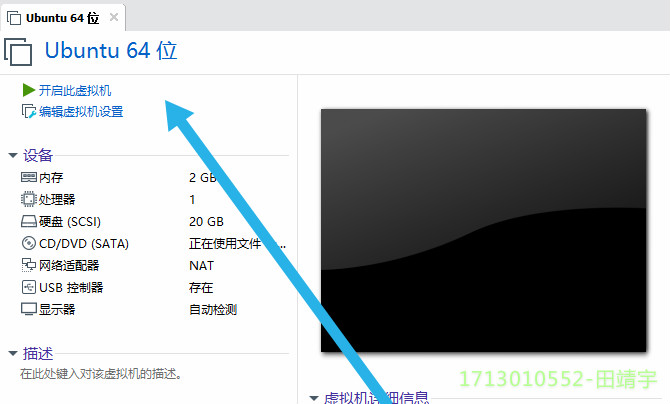 Ubuntu 64 位
Ubuntu 64 位
开启此虚拟机
编辑虚拟机设置
设备
内存 2 GB
处理器 1
硬盘 (SCSI) 20 GB
CD/DVD (SATA) 正在使用文件 ...
网络适配器 NAT
USB 控制器 存在
显示器 自动检测
描述
在此处键入对该虚拟机的描述。
1713010552-田靖宇
虚拟机详细信息